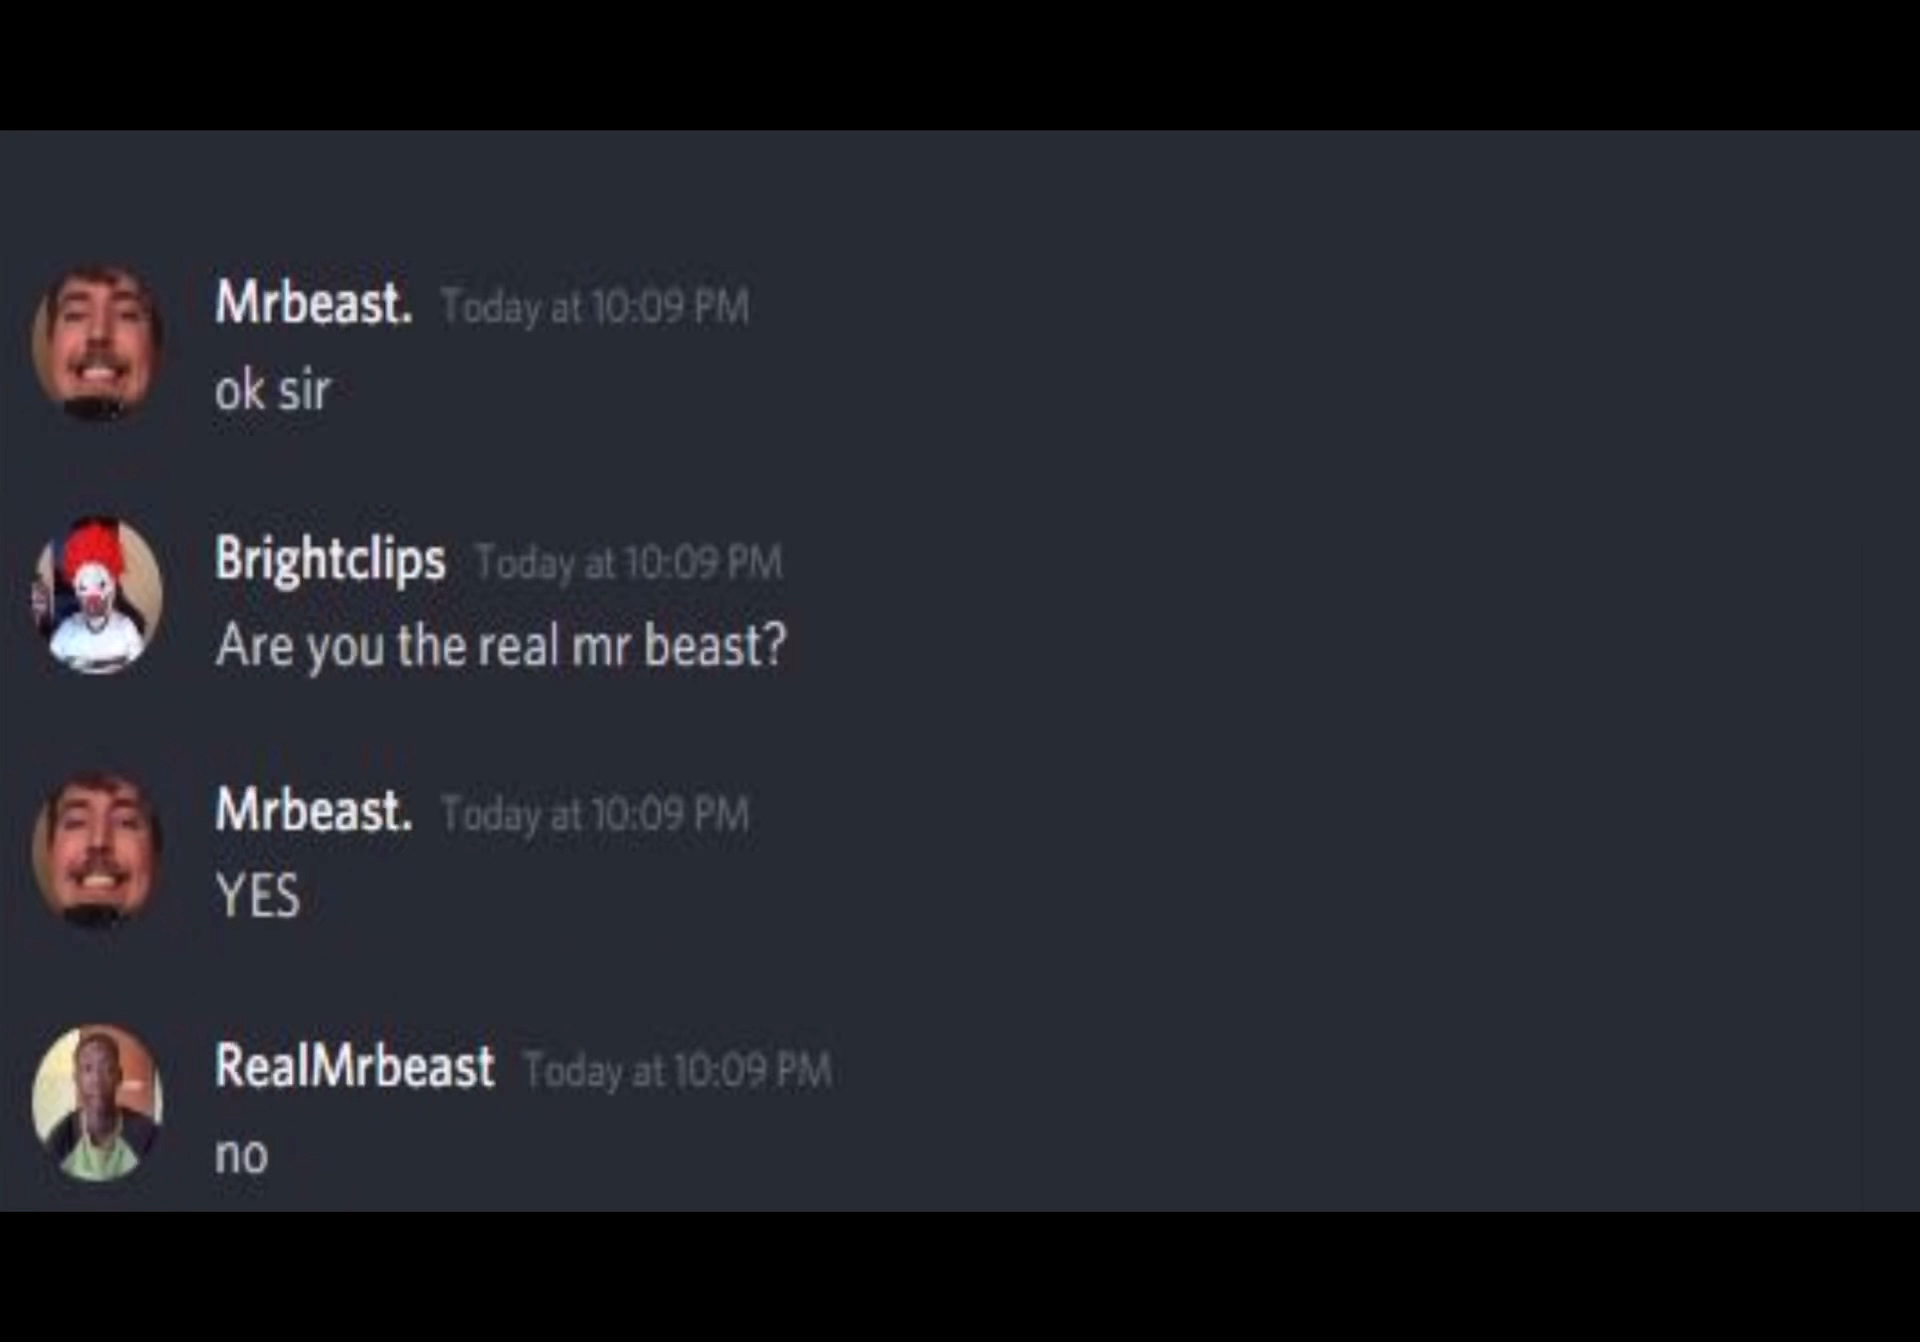 Mrbeast. Today at 10:09 PM
ok sir
Brightclips Today at 10:09 PM
Are you the real mr beast?
Mrbeast. Today at 10:09 PM
YES
RealMrbeast Today at 10:09 PM
no